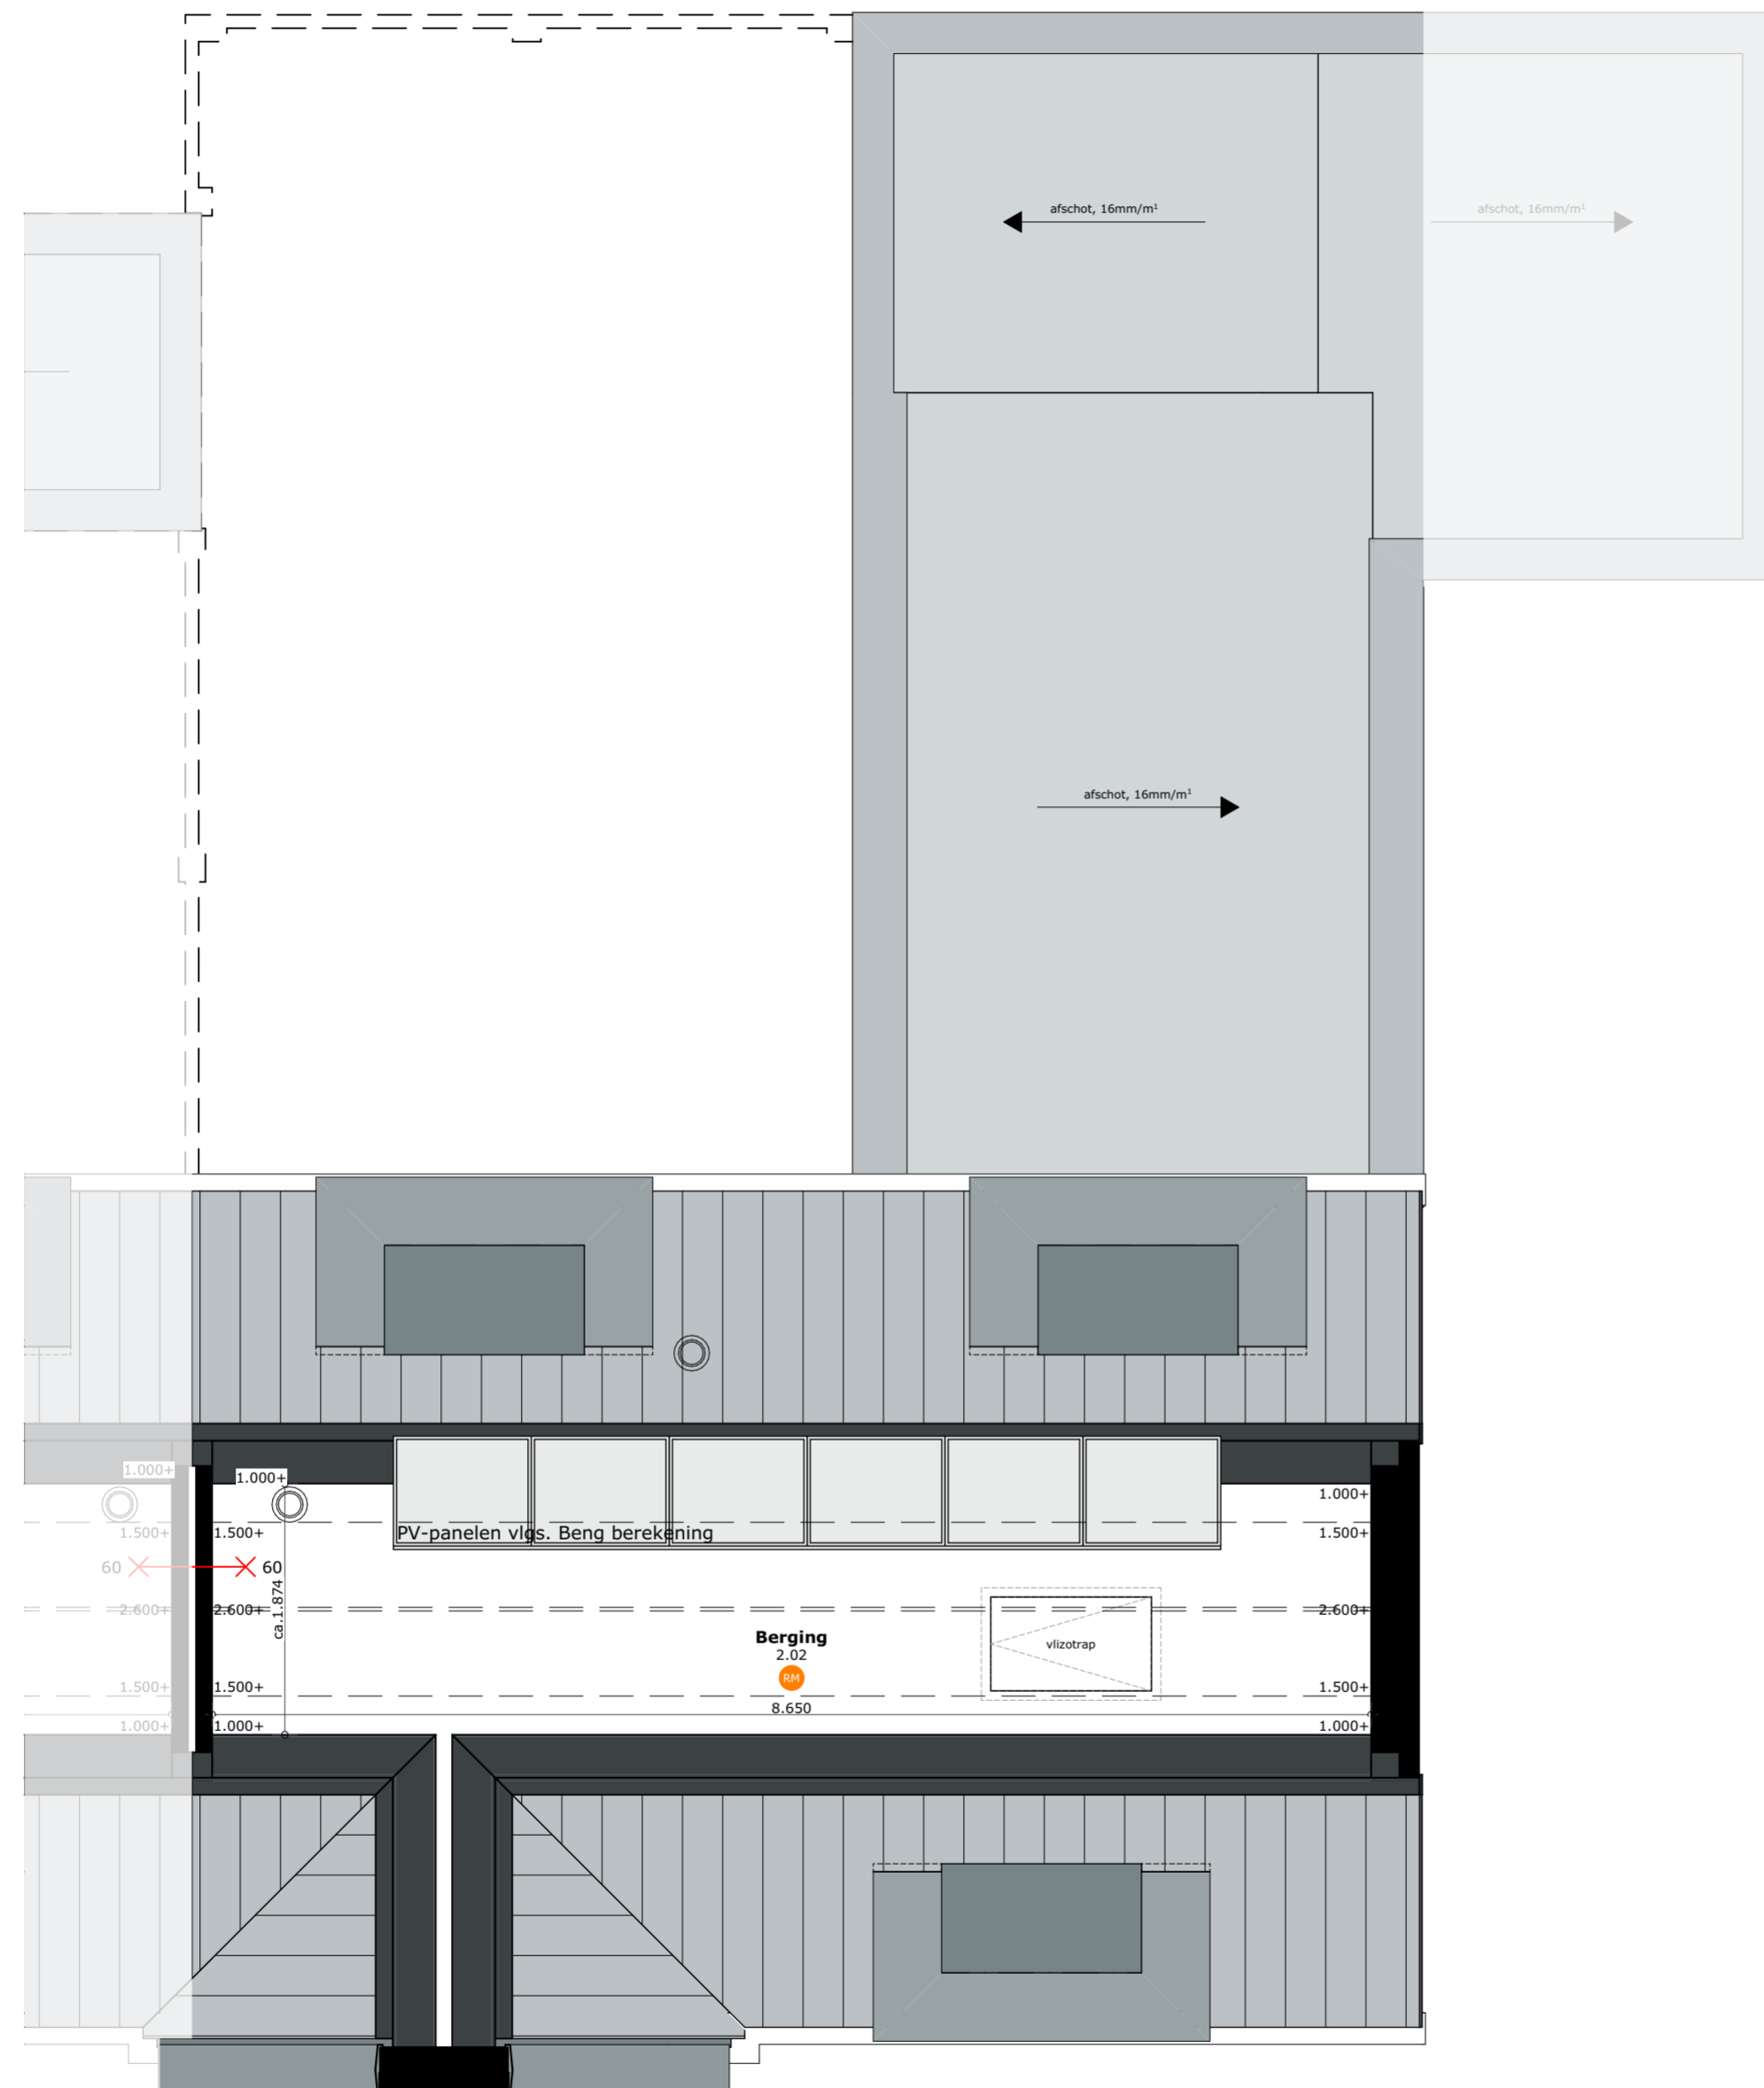 afschot, 16mm/m¹
afschot, 16mm/m¹
afschot, 16mm/m¹
1.000+
1.000+
1.000+
1.500+
1.500+
PV-panelen vlgs. Beng berekening
1.500+
60
60
ca.1.874
2.600+
2.600+
2.600+
Berging
2.02
vlizotrap
RM
1.500+
1.500+
1.500+
8.650
1.000+
1.000+
1.000+